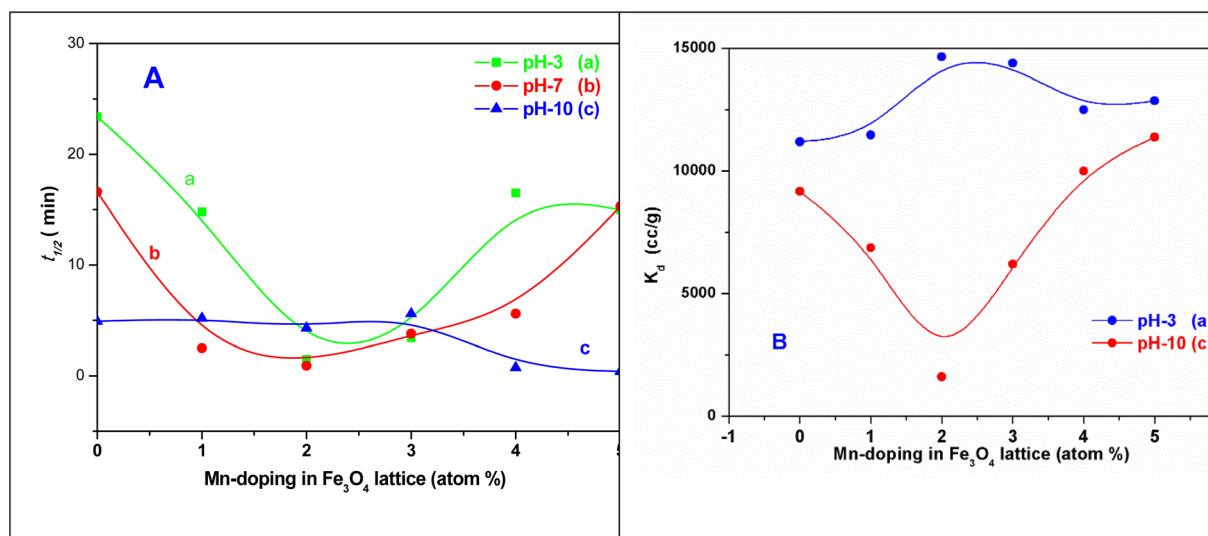 A
30
20
10
0
t1/2 ( min)
pH-3 (a)
pH-7 (b)
pH-10 (c)
a
b
c
0 1 2 3 4 5
Mn-doping in Fe3O4 lattice (atom %)
15000
10000
5000
0
Kd (cc/g)
B
pH-3 (a
pH-10 (c
-1 0 1 2 3 4 5
Mn-doping in Fe3O4 lattice (atom %)